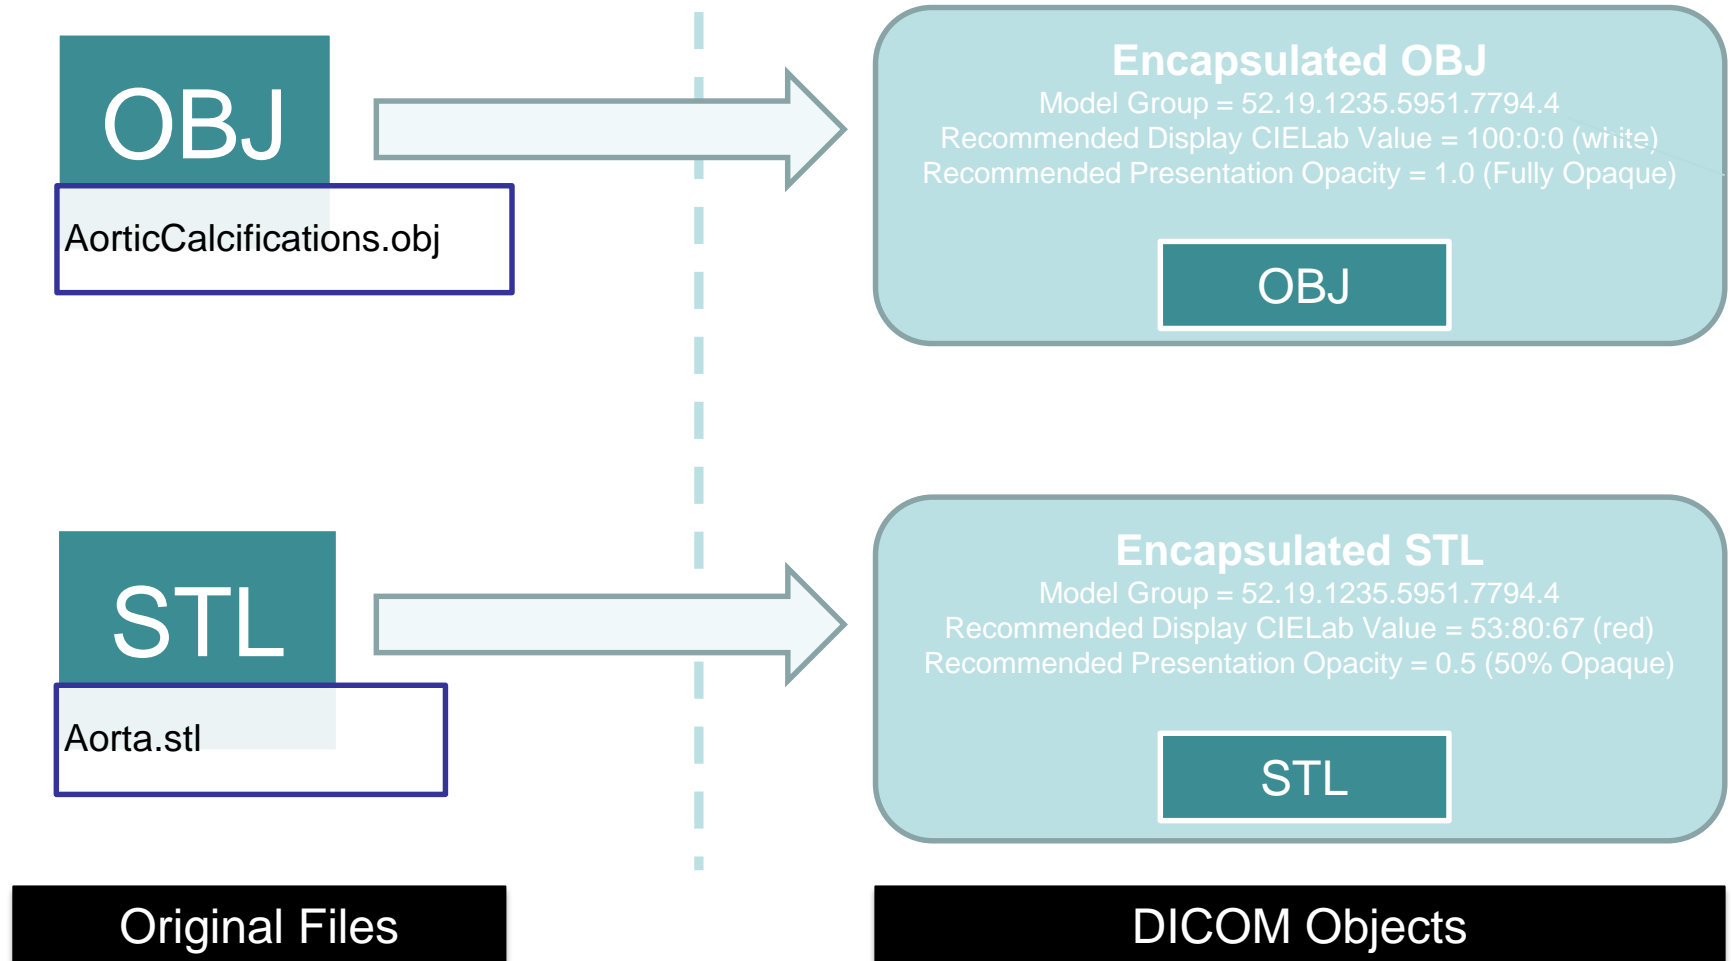 OBJ
AorticCalcifications.obj
Encapsulated OBJ
Model Group = 52.19.1235.5951.7794.4
Recommended Display CIELab Value = 100:0:0 (white)
Recommended Presentation Opacity = 1.0 (Fully Opaque)
OBJ
STL
Aorta.stl
Encapsulated STL
Model Group = 52.19.1235.5951.7794.4
Recommended Display CIELab Value = 53:80:67 (red)
Recommended Presentation Opacity = 0.5 (50% Opaque)
STL
Original Files
DICOM Objects